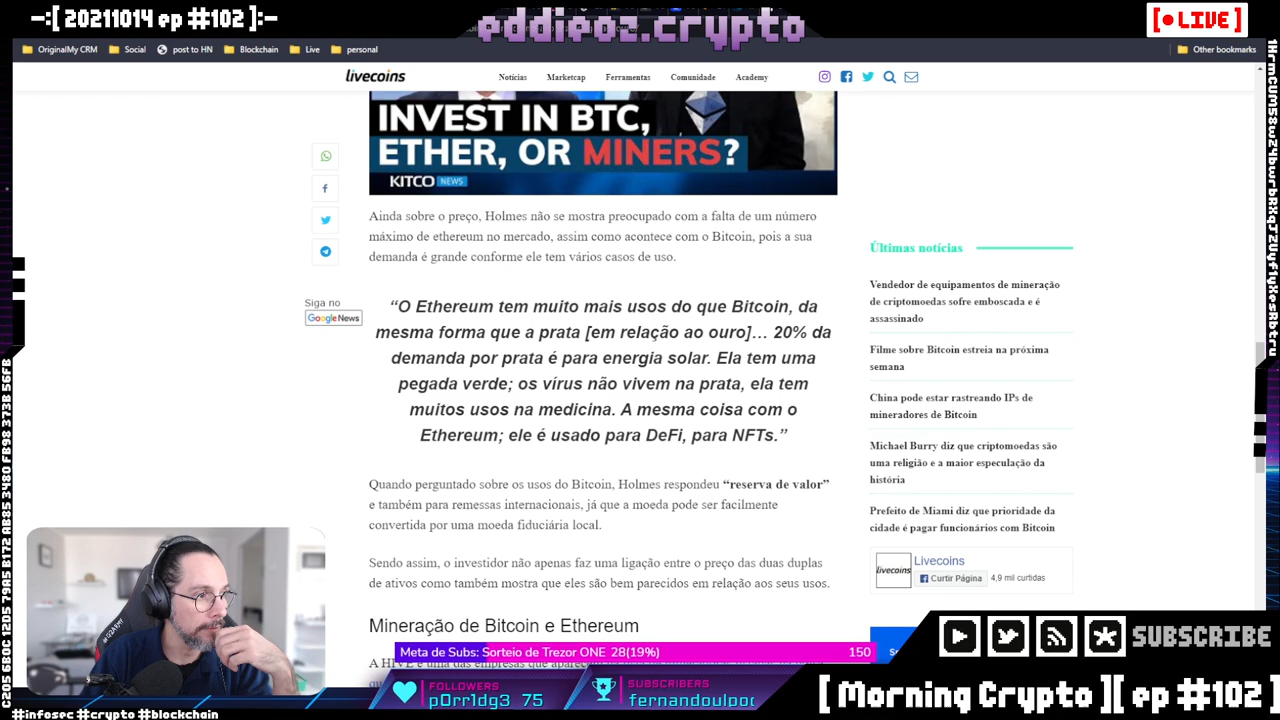 -:[ 20211014 ep #102 ]:-
eddieoz.crypto
[ LIVE ]
OriginalMy CRM
Social
post to HN
Blockchain
Live
personal
Other bookmarks
livecoins
Notícias
Marketcap
Ferramentas
Comunidade
Academy
INVEST IN BTC,
ETHER, OR MINERS?
KITCO NEWS
Ainda sobre o preço, Holmes não se mostra preocupado com a falta de um número
máximo de ethereum no mercado, assim como acontece com o Bitcoin, pois a sua
demanda é grande conforme ele tem vários casos de uso.
Siga no
Google News
“O Ethereum tem muito mais usos do que Bitcoin, da
mesma forma que a prata [em relação ao ouro]… 20% da
demanda por prata é para energia solar. Ela tem uma
pegada verde; os vírus não vivem na prata, ela tem
muitos usos na medicina. A mesma coisa com o
Ethereum; ele é usado para DeFi, para NFTs.”
Quando perguntado sobre os usos do Bitcoin, Holmes respondeu “reserva de valor”
e também para remessas internacionais, já que a moeda pode ser facilmente
convertida por uma moeda fiduciária local.
Sendo assim, o investidor não apenas faz uma ligação entre o preço das duas duplas
de ativos como também mostra que eles são bem parecidos em relação aos seus usos.
Mineração de Bitcoin e Ethereum
Últimas notícias
Vendedor de equipamentos de mineração
de criptomoedas sofre emboscada e é
assassinado
Filme sobre Bitcoin estreia na próxima
semana
China pode estar rastreando IPs de
mineradores de Bitcoin
Michael Burry diz que criptomoedas são
uma religião e a maior especulação da
história
Prefeito de Miami diz que prioridade da
cidade é pagar funcionários com Bitcoin
livecoins
Livecoins
Curtir Página
4,9 mil curtidas
Meta de Subs: Sorteio de Trezor ONE 28(19%)
150
A HIVE é uma das empresas que
FOLLOWERS
p0rr1dg3 75
SUBSCRIBERS
fernandoulpoc
SUBSCRIBE
[ Morning Crypto ][ ep #102 ]
#infosec #crypto #blockchain